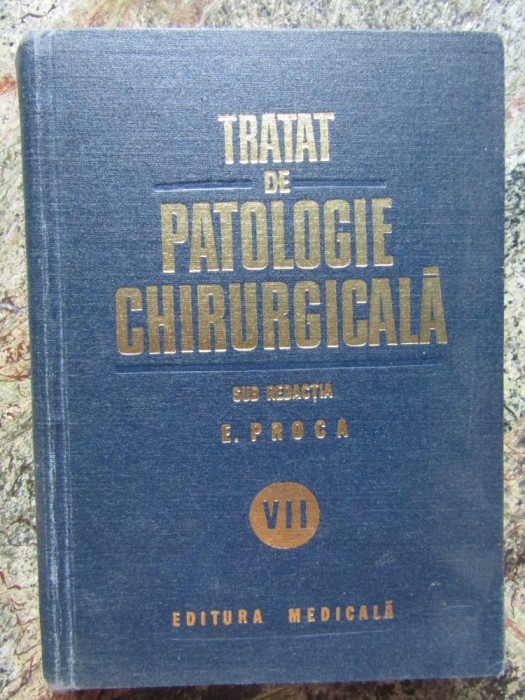 TRATAT
DE
PATOLOGIE
CHIRURGICALĂ
SUB REDACȚIA
E. PROCA
VII
EDITURA MEDICALĂ